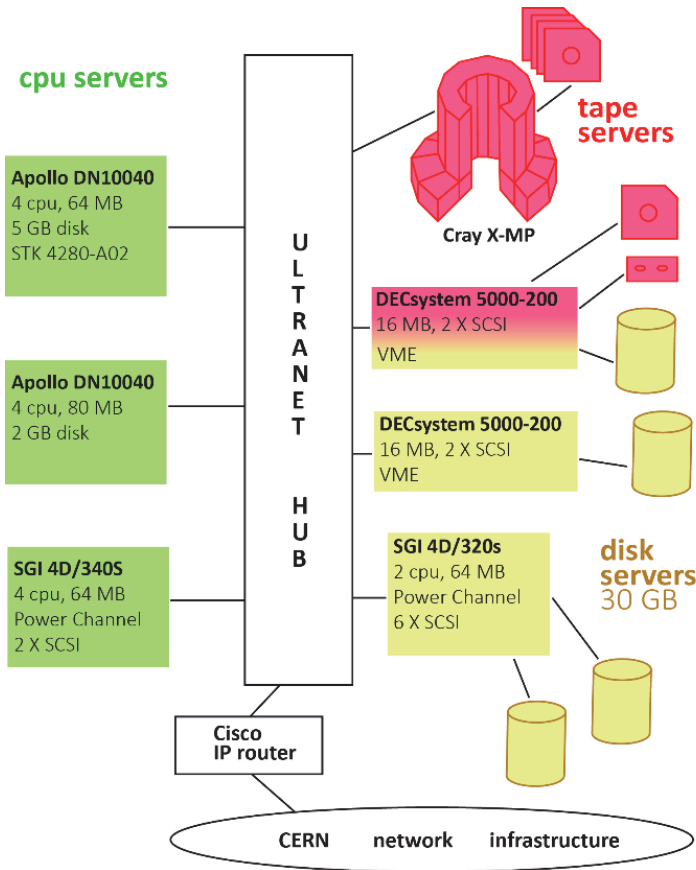 cpu servers
Apollo DN10040
4 cpu, 64 MB
5 GB disk
STK 4280-A02
Apollo DN10040
4 cpu, 80 MB
2 GB disk
SGI 4D/340S
4 cpu, 64 MB
Power Channel
2 X SCSI
ULTRANET HUB
tape
servers
Cray X-MP
DECsystem 5000-200
16 MB, 2 X SCSI
VME
DECsystem 5000-200
16 MB, 2 X SCSI
VME
SGI 4D/320s
2 cpu, 64 MB
Power Channel
6 X SCSI
disk
servers
30 GB
Cisco
IP router
CERN network infrastructure